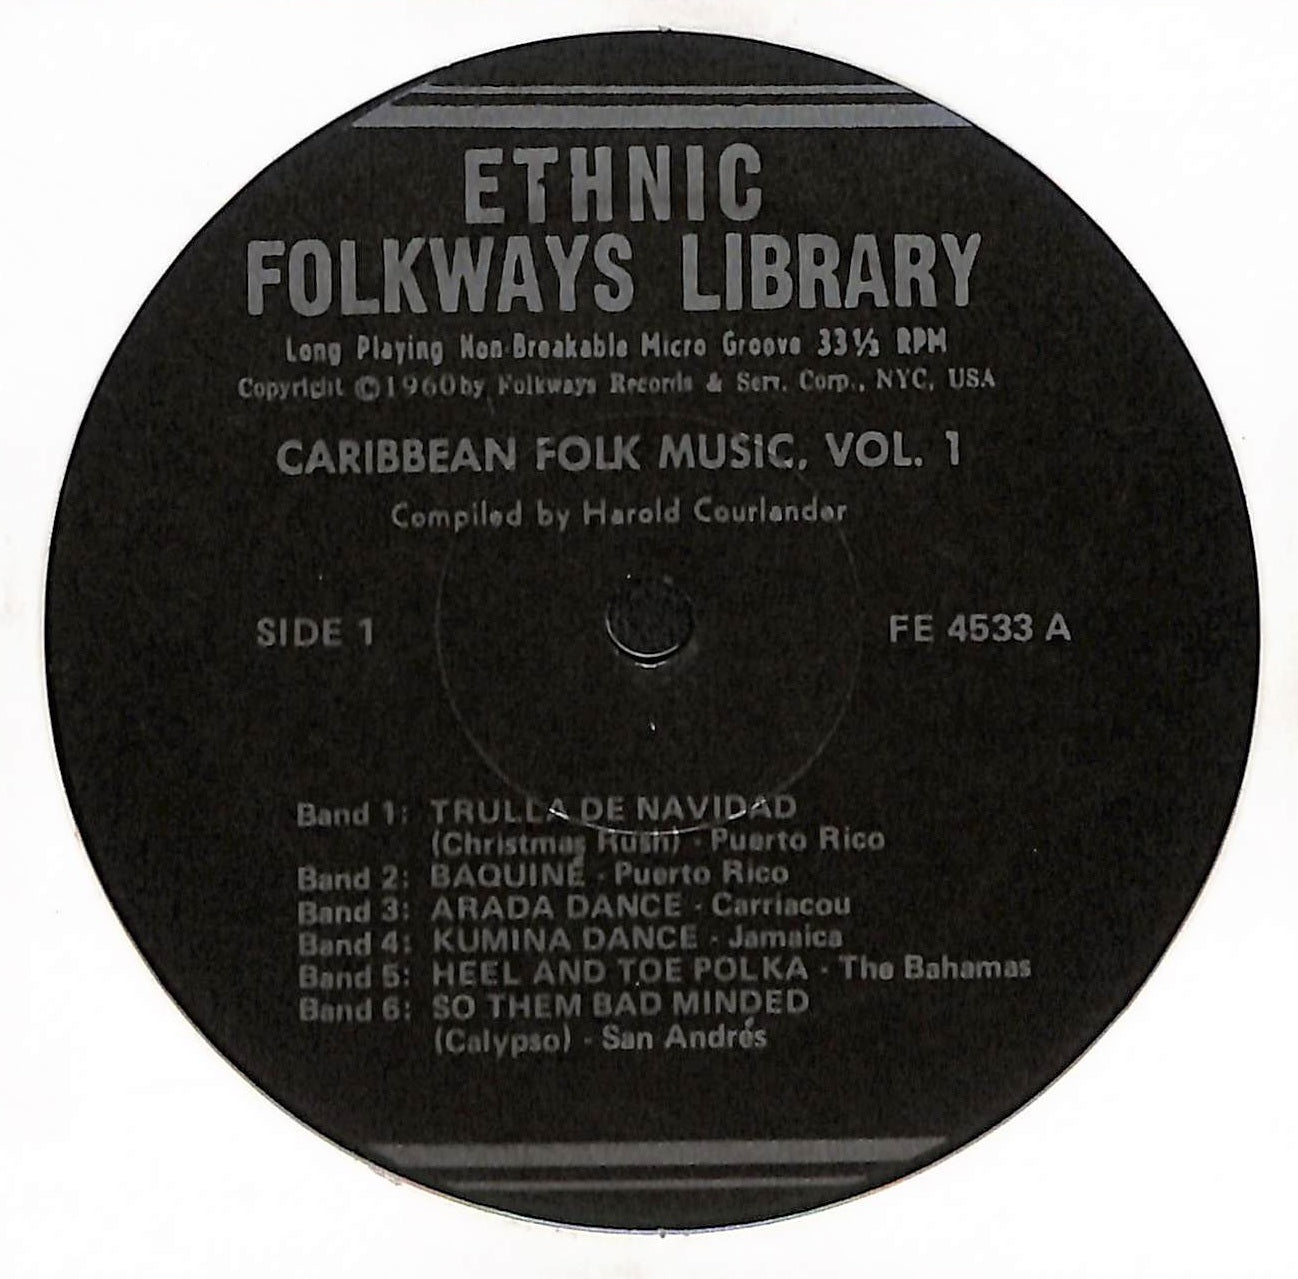 ETHNIC
FOLKWAYS LIBRARY
Long Playing Non-Breakable Micro Groove 33⅓ RPM
Copyright ©1960 by Folkways Records & Serv. Corp., NYC, USA
CARIBBEAN FOLK MUSIC, VOL. 1
Compiled by Harold Courlander
SIDE 1 FE 4533 A
Band 1: TRULLA DE NAVIDAD
(Christmas Rush) · Puerto Rico
Band 2: BAQUINÉ · Puerto Rico
Band 3: ARADA DANCE · Carriacou
Band 4: KUMINA DANCE · Jamaica
Band 5: HEEL AND TOE POLKA · The Bahamas
Band 6: SO THEM BAD MINDED
(Calypso) · San Andrés